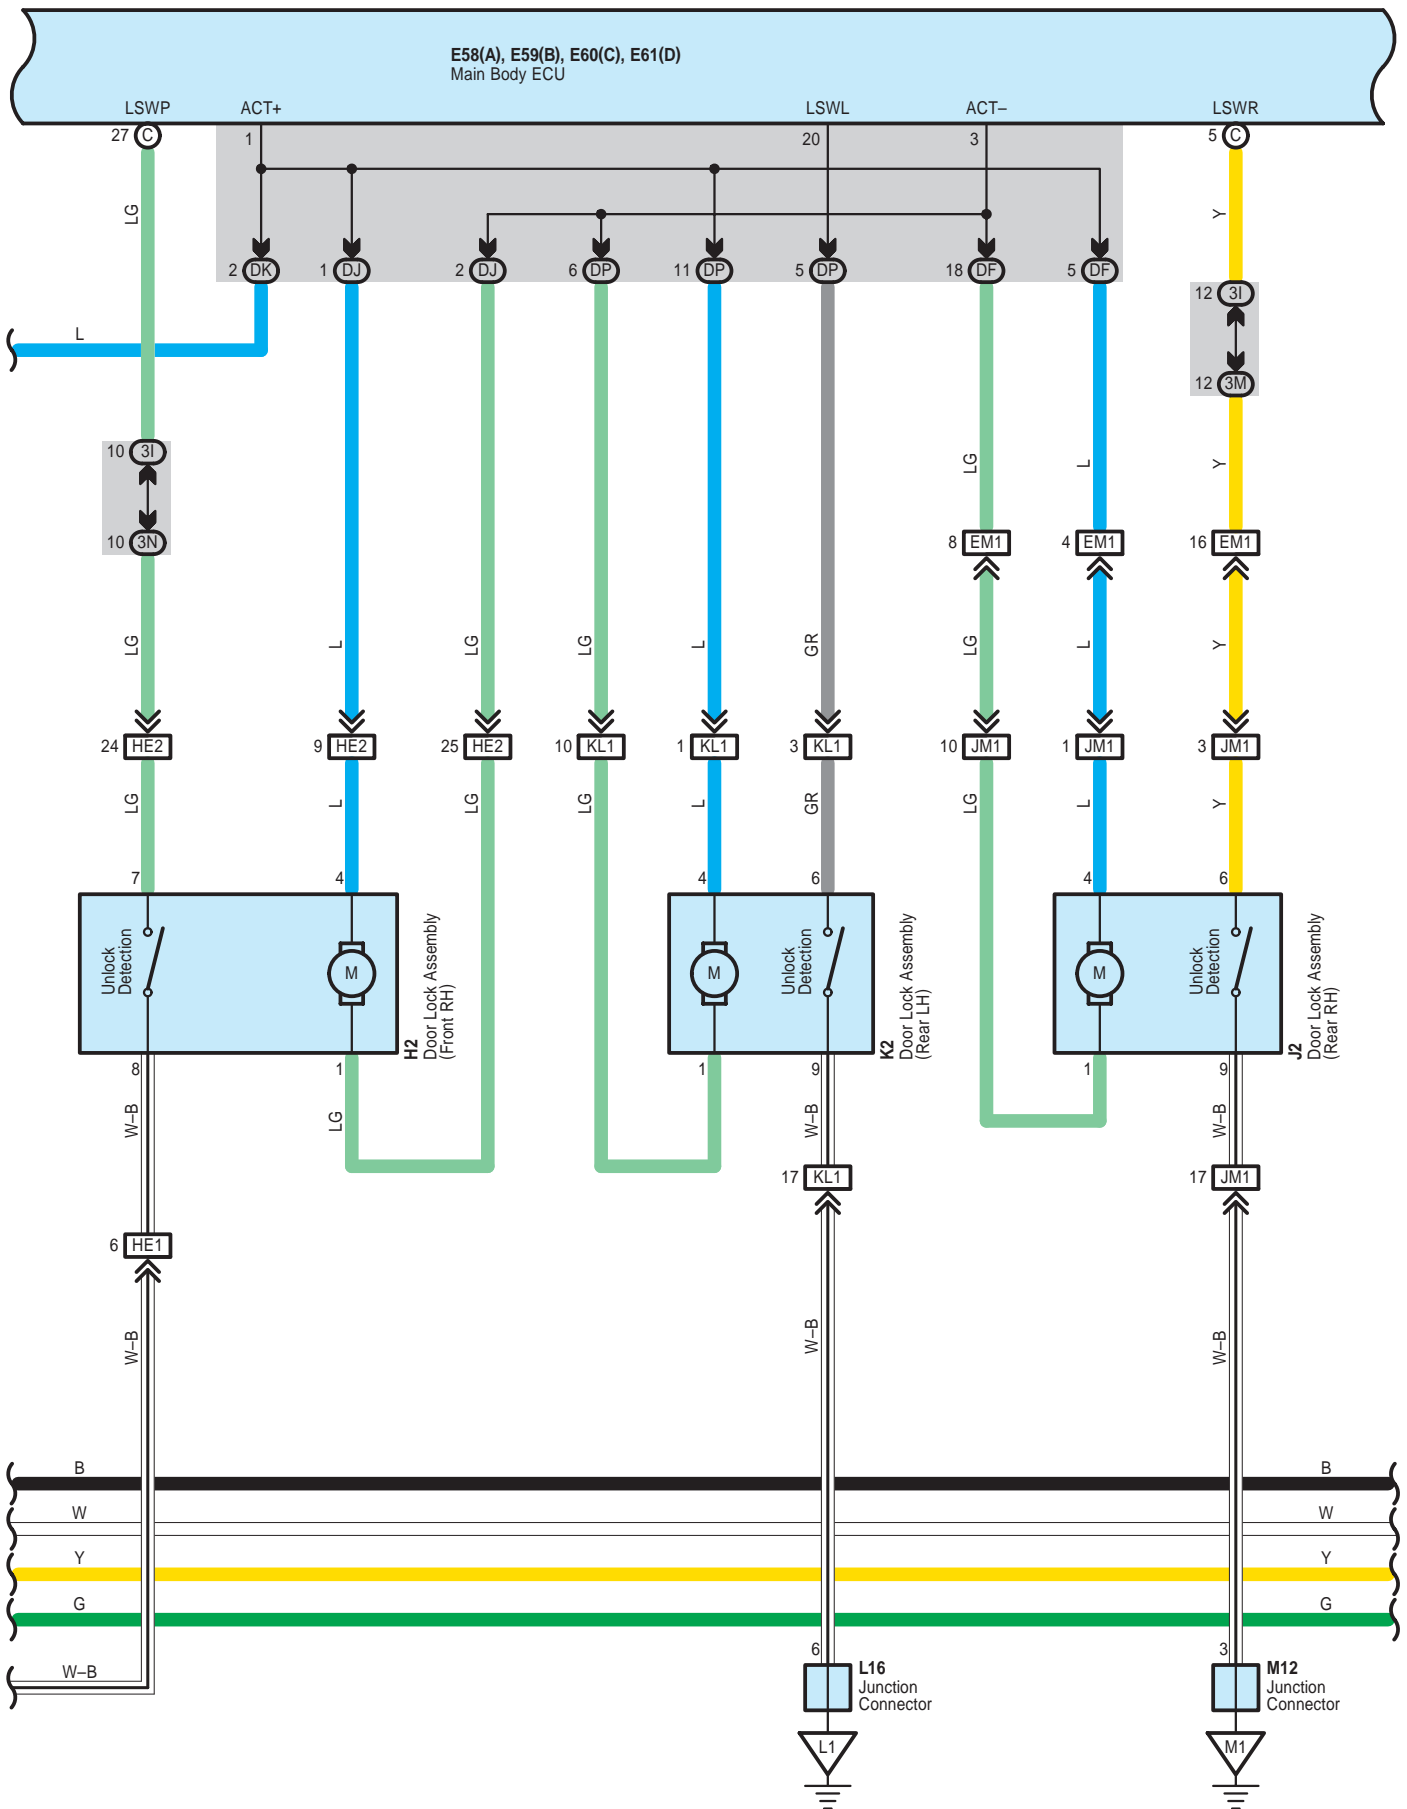 E58(A), E59(B), E60(C), E61(D)
Main Body ECU
LSWP ACT+ LSWL ACT– LSWR
27 C 1 20 3 5 C
LG Y
2 DK 1 DJ 2 DJ 6 DP 11 DP 5 DP 18 DF 5 DF
12 3I
L
12 3M
10 3I
LG L Y
10 3N
8 EM1 4 EM1 16 EM1
LG L LG LG L GR LG L Y
24 HE2 9 HE2 25 HE2 10 KL1 1 KL1 3 KL1 10 JM1 1 JM1 3 JM1
LG L LG LG L GR LG L Y
7 4 4 6 4 6
Unlock
Detection
M
H2
Door Lock Assembly
(Front RH)
M
Unlock
Detection
K2
Door Lock Assembly
(Rear LH)
M
Unlock
Detection
J2
Door Lock Assembly
(Rear RH)
8 1 1 9 1 9
W–B LG W–B W–B
17 KL1 17 JM1
6 HE1
W–B W–B W–B
B B
W W
Y Y
G G
6 3
W–B
L16
Junction
Connector
M12
Junction
Connector
L1 M1